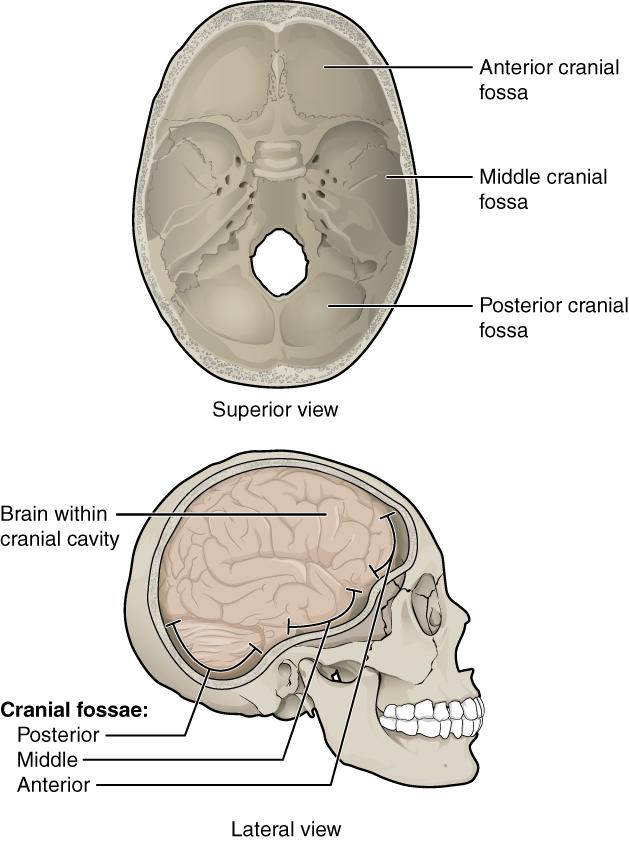 Anterior cranial
fossa
Middle cranial
fossa
Posterior cranial
fossa
Superior view
Brain within
cranial cavity
Cranial fossae:
Posterior
Middle
Anterior
Lateral view